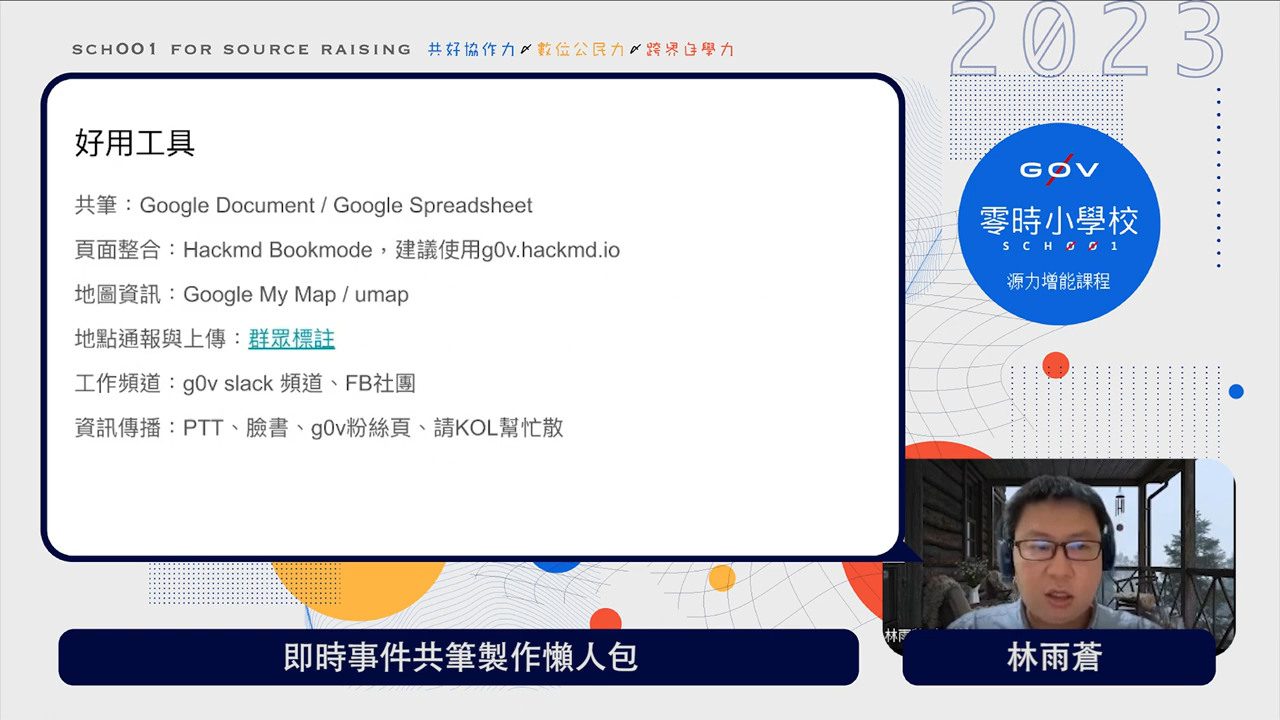 SCH001 FOR SOURCE RAISING 共好協作力〆數位公民力〆跨界自學力
2023
好用工具
共筆：Google Document / Google Spreadsheet
頁面整合：Hackmd Bookmode，建議使用g0v.hackmd.io
地圖資訊：Google My Map / umap
地點通報與上傳：群眾標註
工作頻道：g0v slack 頻道、FB社團
資訊傳播：PTT、臉書、g0v粉絲頁、請KOL幫忙散
G0V
零時小學校
SCH001
源力增能課程
林雨
即時事件共筆製作懶人包
林雨蒼